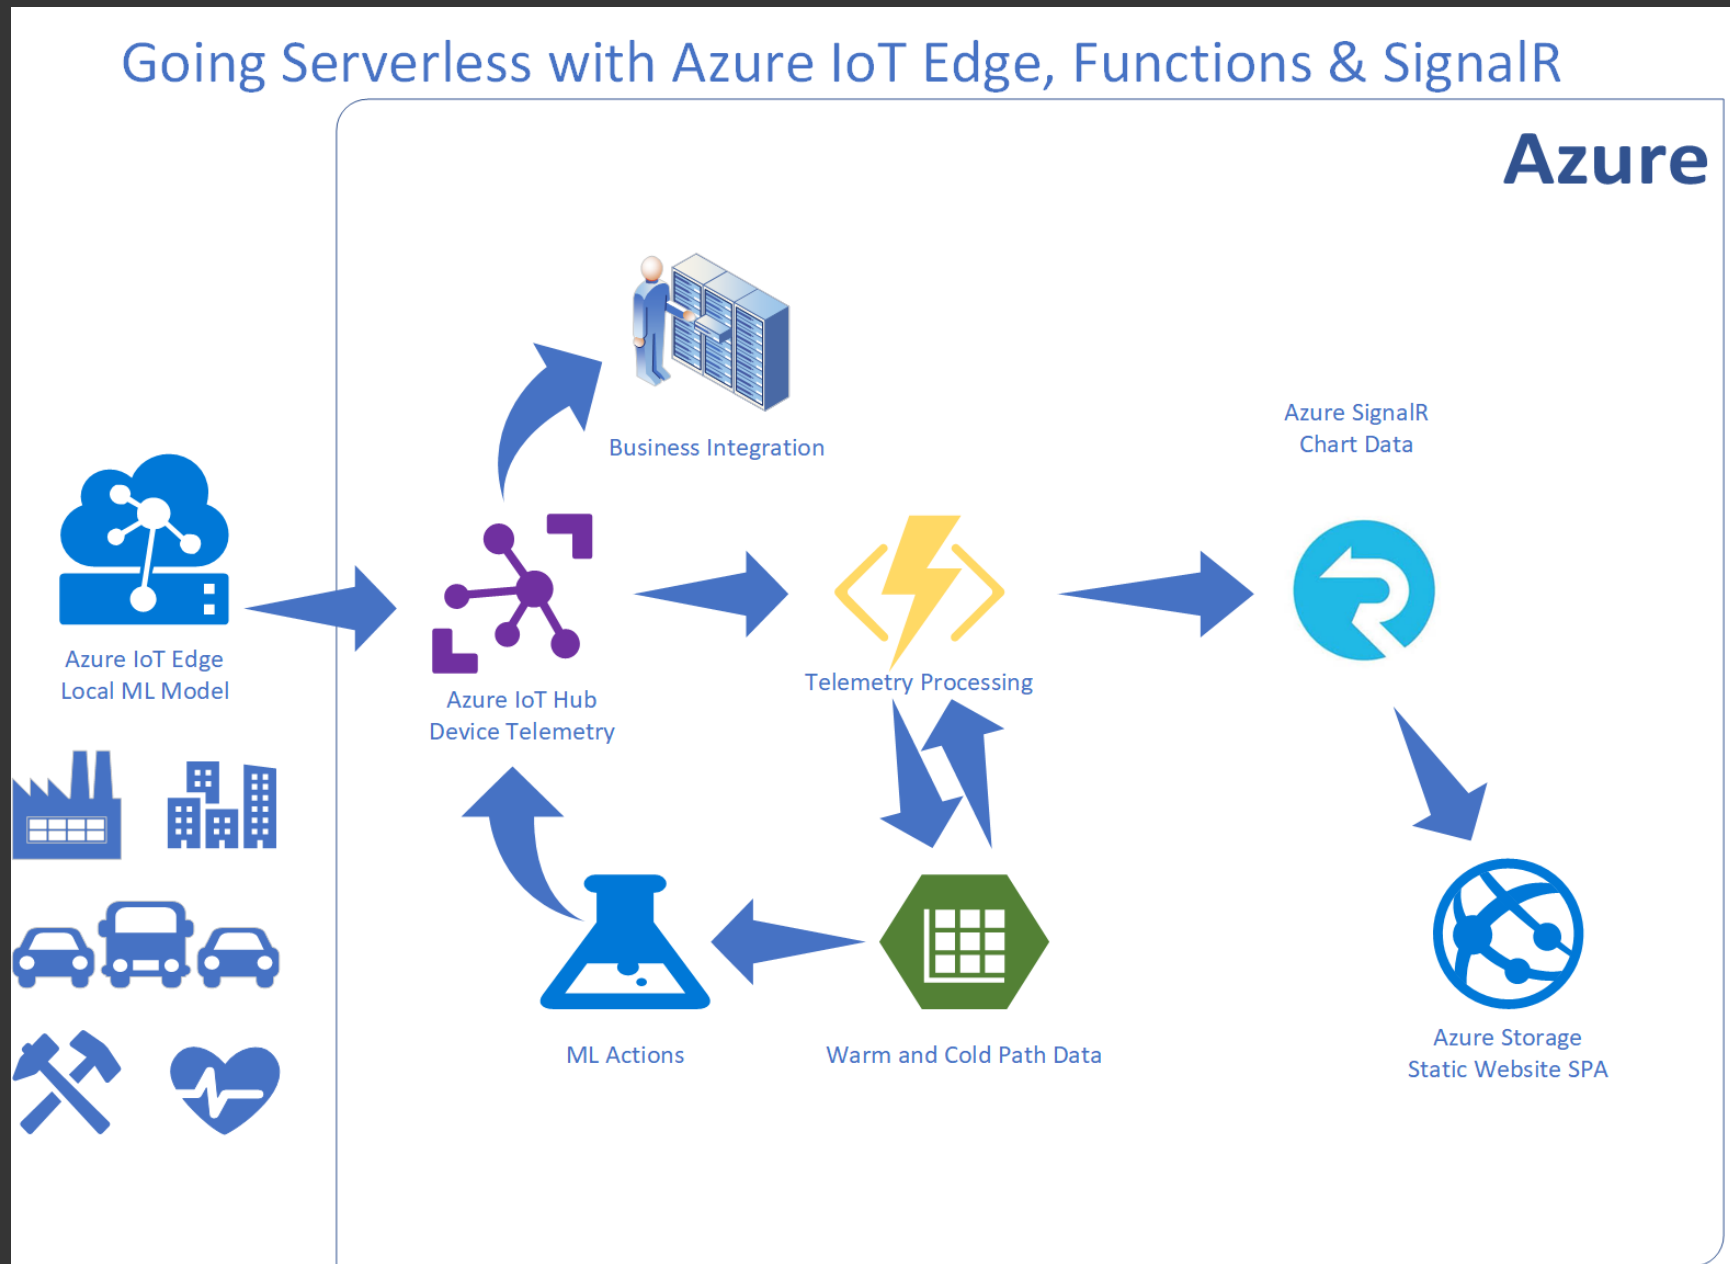 Going Serverless with Azure IoT Edge, Functions & SignalR
Azure
Business Integration
Azure SignalR
Chart Data
Azure IoT Edge
Local ML Model
Azure IoT Hub
Device Telemetry
Telemetry Processing
ML Actions
Warm and Cold Path Data
Azure Storage
Static Website SPA